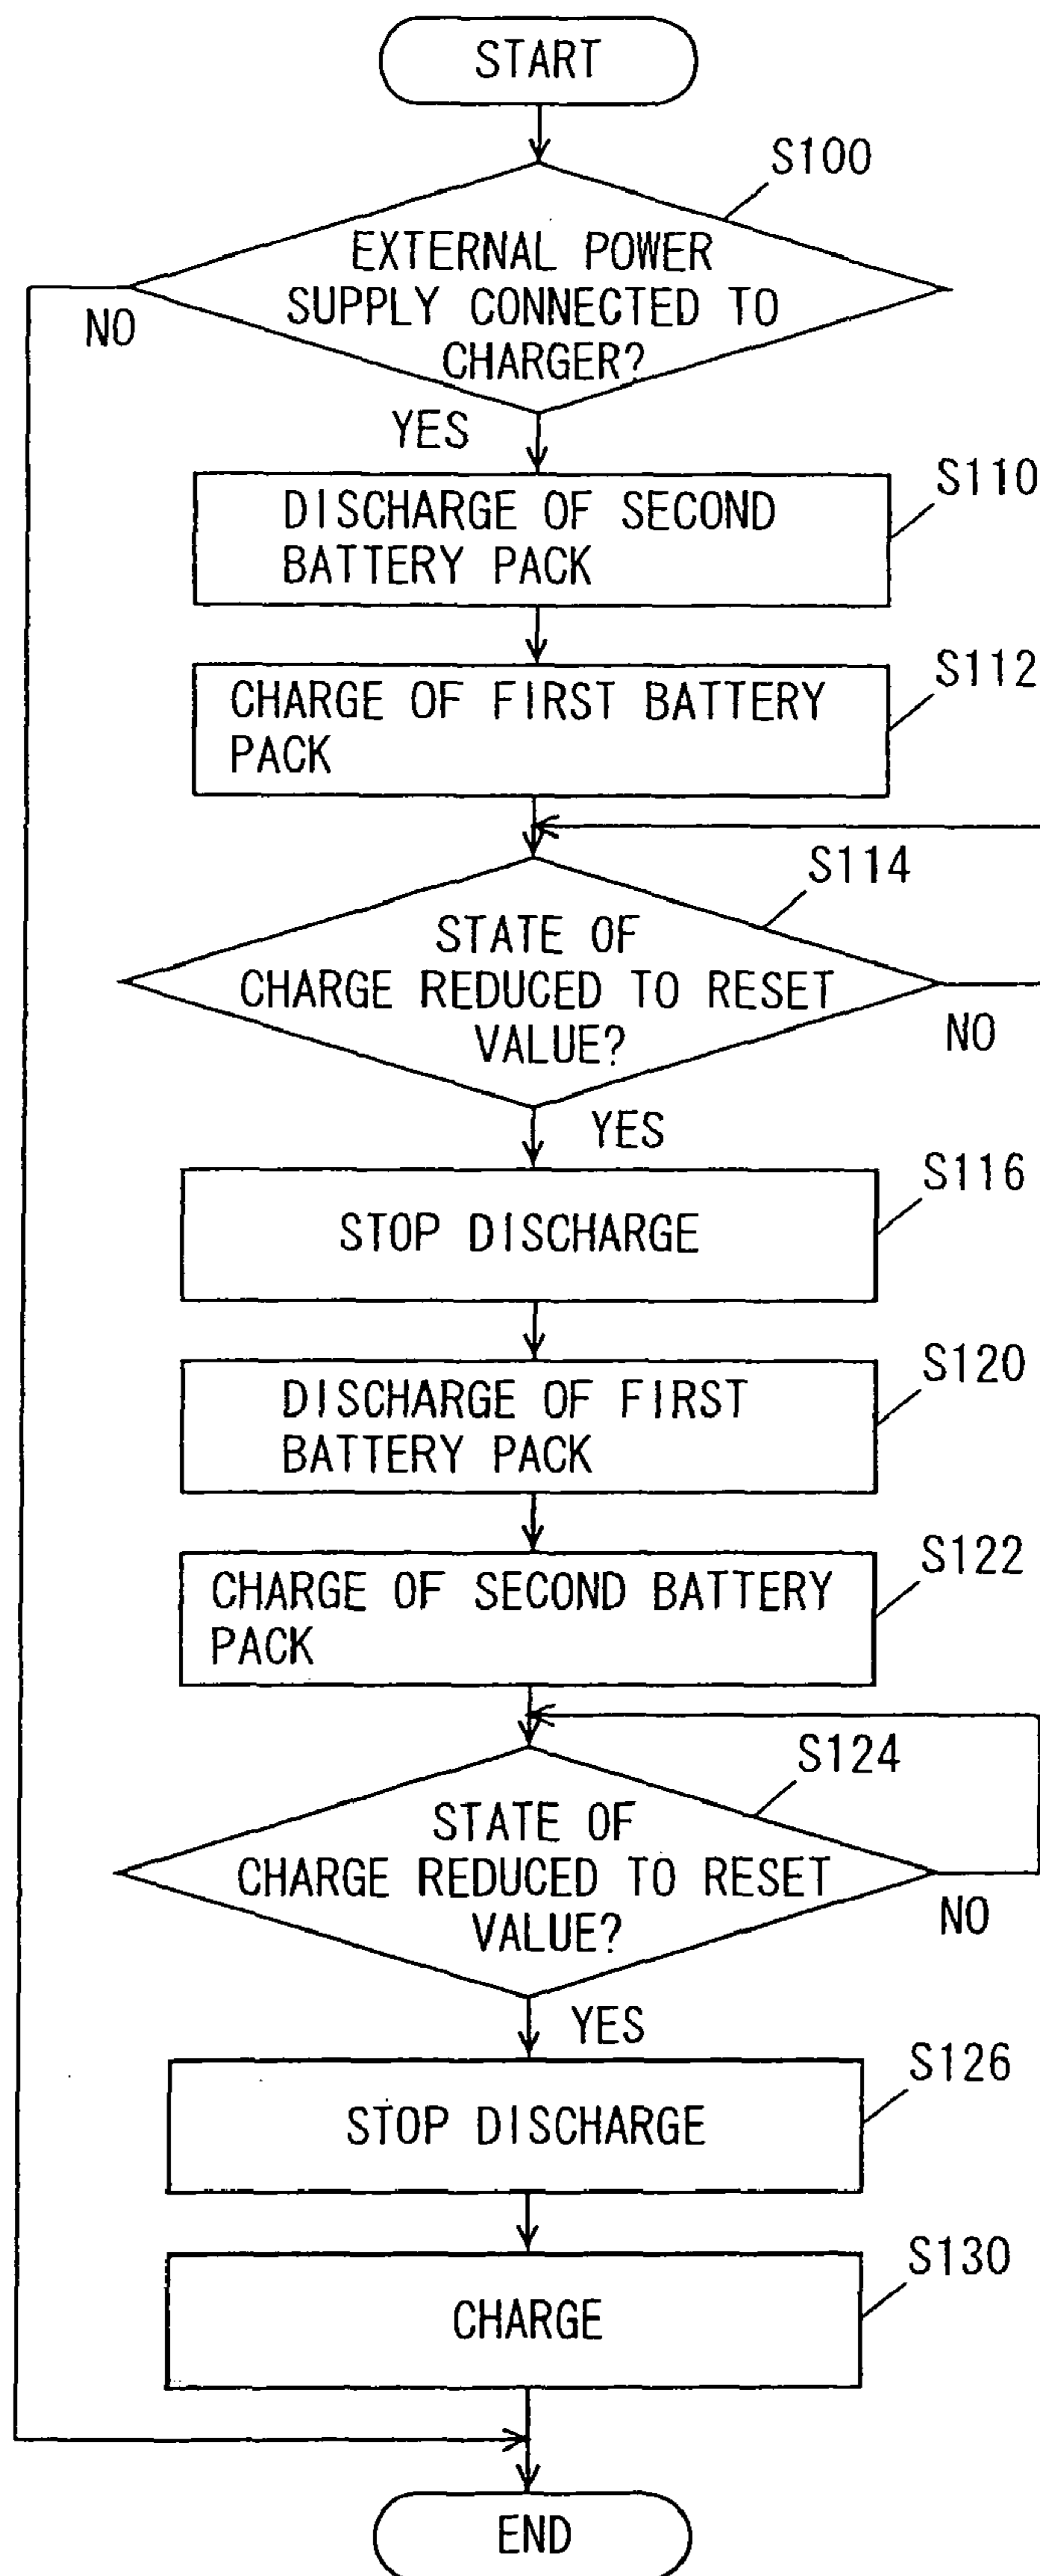 START
S100
EXTERNAL POWER
SUPPLY CONNECTED TO
CHARGER?
NO
YES
S110
DISCHARGE OF SECOND
BATTERY PACK
S112
CHARGE OF FIRST BATTERY
PACK
S114
STATE OF
CHARGE REDUCED TO RESET
VALUE?
NO
YES
S116
STOP DISCHARGE
S120
DISCHARGE OF FIRST
BATTERY PACK
S122
CHARGE OF SECOND BATTERY
PACK
S124
STATE OF
CHARGE REDUCED TO RESET
VALUE?
NO
YES
S126
STOP DISCHARGE
S130
CHARGE
END